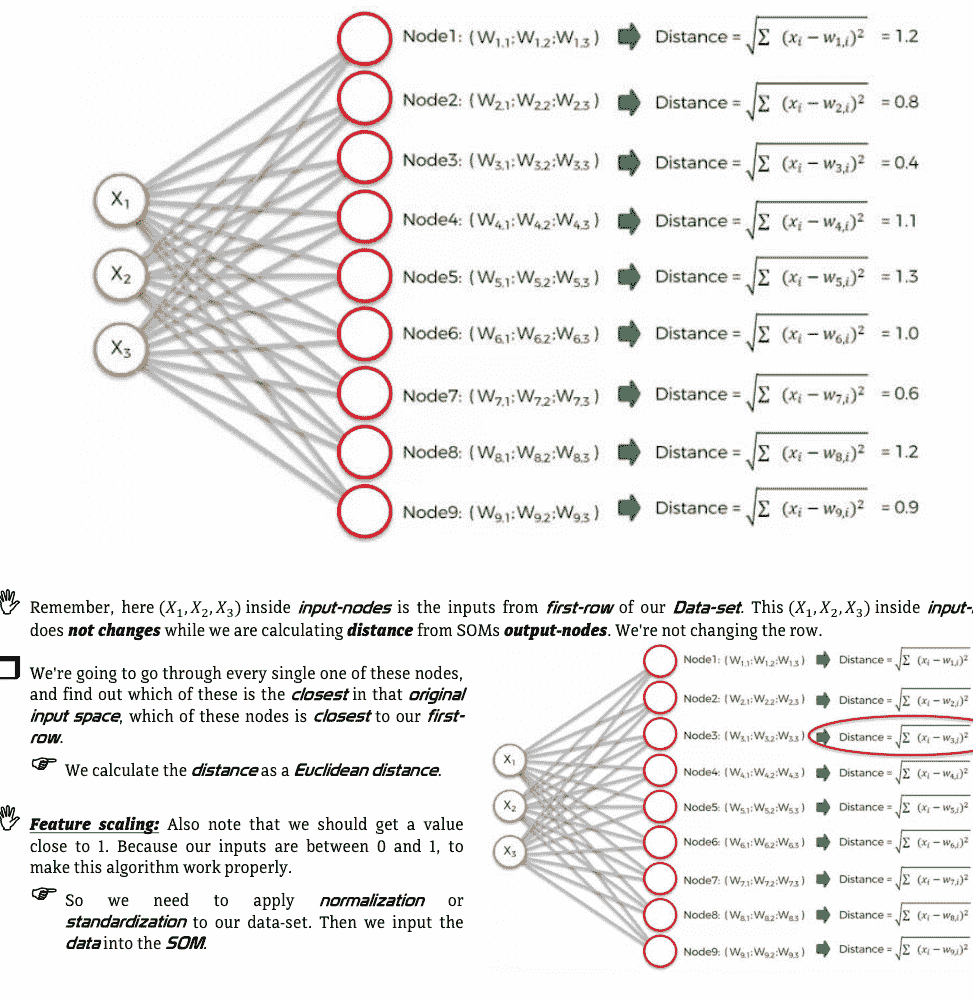 Node1: (W1,1;W1,2;W1,3) Distance = √Σ (xi − w1,i)² = 1.2
Node2: (W2,1;W2,2;W2,3) Distance = √Σ (xi − w2,i)² = 0.8
Node3: (W3,1;W3,2;W3,3) Distance = √Σ (xi − w3,i)² = 0.4
X1
Node4: (W4,1;W4,2;W4,3) Distance = √Σ (xi − w4,i)² = 1.1
X2
Node5: (W5,1;W5,2;W5,3) Distance = √Σ (xi − w5,i)² = 1.3
Node6: (W6,1;W6,2;W6,3) Distance = √Σ (xi − w6,i)² = 1.0
X3
Node7: (W7,1;W7,2;W7,3) Distance = √Σ (xi − w7,i)² = 0.6
Node8: (W8,1;W8,2;W8,3) Distance = √Σ (xi − w8,i)² = 1.2
Node9: (W9,1;W9,2;W9,3) Distance = √Σ (xi − w9,i)² = 0.9
Remember, here (X1, X2, X3) inside input-nodes is the inputs from first-row of our Data-set. This (X1, X2, X3) inside input-
does not changes while we are calculating distance from SOMs output-nodes. We're not changing the row.
We're going to go through every single one of these nodes,
and find out which of these is the closest in that original
input space, which of these nodes is closest to our first-
row.
We calculate the distance as a Euclidean distance.
Feature scaling: Also note that we should get a value
close to 1. Because our inputs are between 0 and 1, to
make this algorithm work properly.
So we need to apply normalization or
standardization to our data-set. Then we input the
data into the SOM.
Node1: (W1,1;W1,2;W1,3) Distance = √Σ (xi − w1,i)²
Node2: (W2,1;W2,2;W2,3) Distance = √Σ (xi − w2,i)²
Node3: (W3,1;W3,2;W3,3) Distance = √Σ (xi − w3,i)²
X1
Node4: (W4,1;W4,2;W4,3) Distance = √Σ (xi − w4,i)²
X2
Node5: (W5,1;W5,2;W5,3) Distance = √Σ (xi − w5,i)²
Node6: (W6,1;W6,2;W6,3) Distance = √Σ (xi − w6,i)²
X3
Node7: (W7,1;W7,2;W7,3) Distance = √Σ (xi − w7,i)²
Node8: (W8,1;W8,2;W8,3) Distance = √Σ (xi − w8,i)²
Node9: (W9,1;W9,2;W9,3) Distance = √Σ (xi − w9,i)²